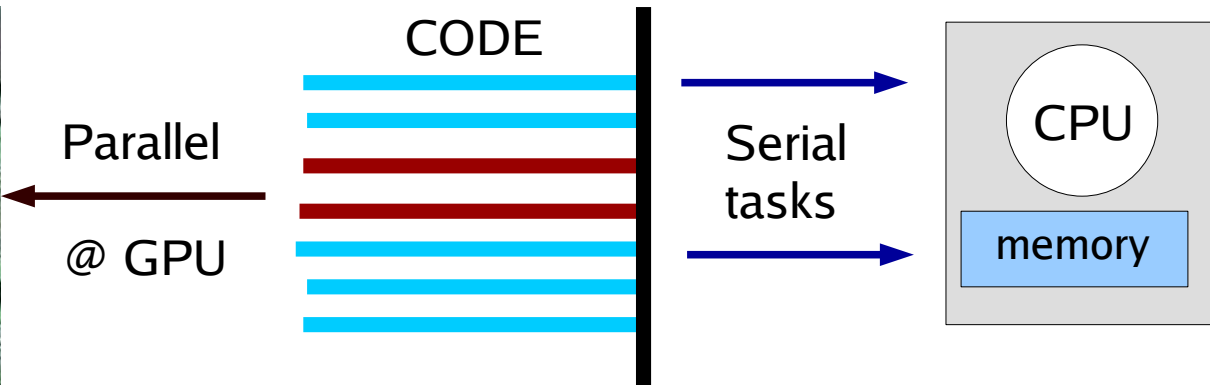 CODE
Parallel
@ GPU
Serial
tasks
CPU
memory